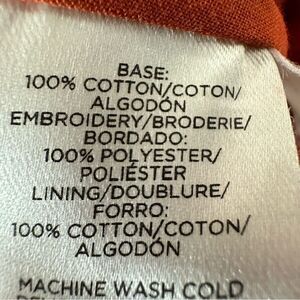 BASE:
100% COTTON/COTON/
ALGODÓN
EMBROIDERY/BRODERIE/
BORDADO:
100% POLYESTER/
POLIÉSTER
LINING/DOUBLURE/
FORRO:
100% COTTON/COTON/
ALGODÓN
MACHINE WASH COLD